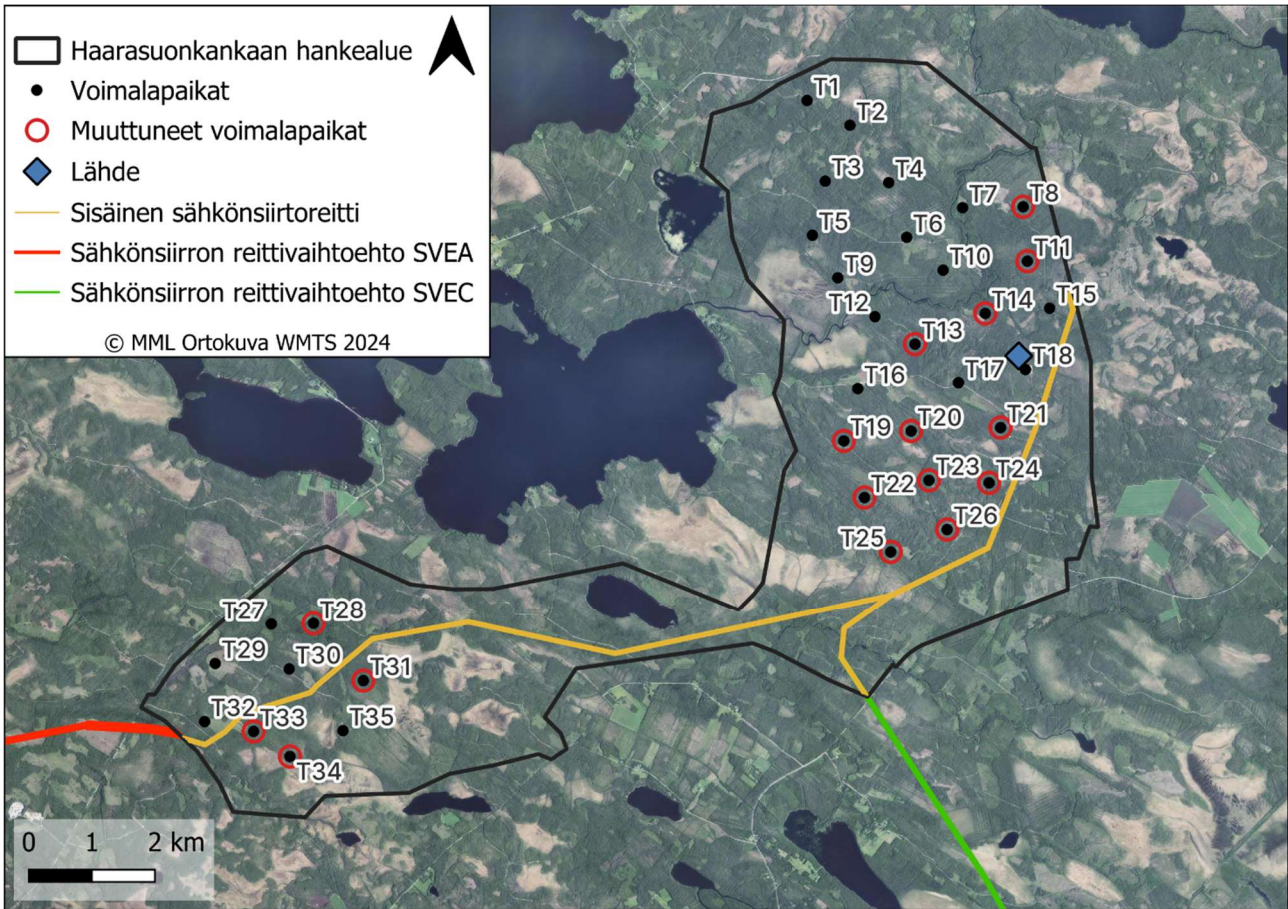 Haarasuonkankaan hankealue
Voimalapaikat
Muuttuneet voimalapaikat
Lähde
Sisäinen sähkönsiirtoreitti
Sähkönsiirron reittivaihtoehto SVEA
Sähkönsiirron reittivaihtoehto SVEC
© MML Ortokuva WMTS 2024
T1
T2
T3
T4
T7
T8
T5
T6
T9
T10
T11
T12
T14
T15
T13
T16
T17
T18
T19
T20
T21
T22
T23
T24
T25
T26
T27
T28
T29
T30
T31
T32
T33
T35
T34
0 1 2 km